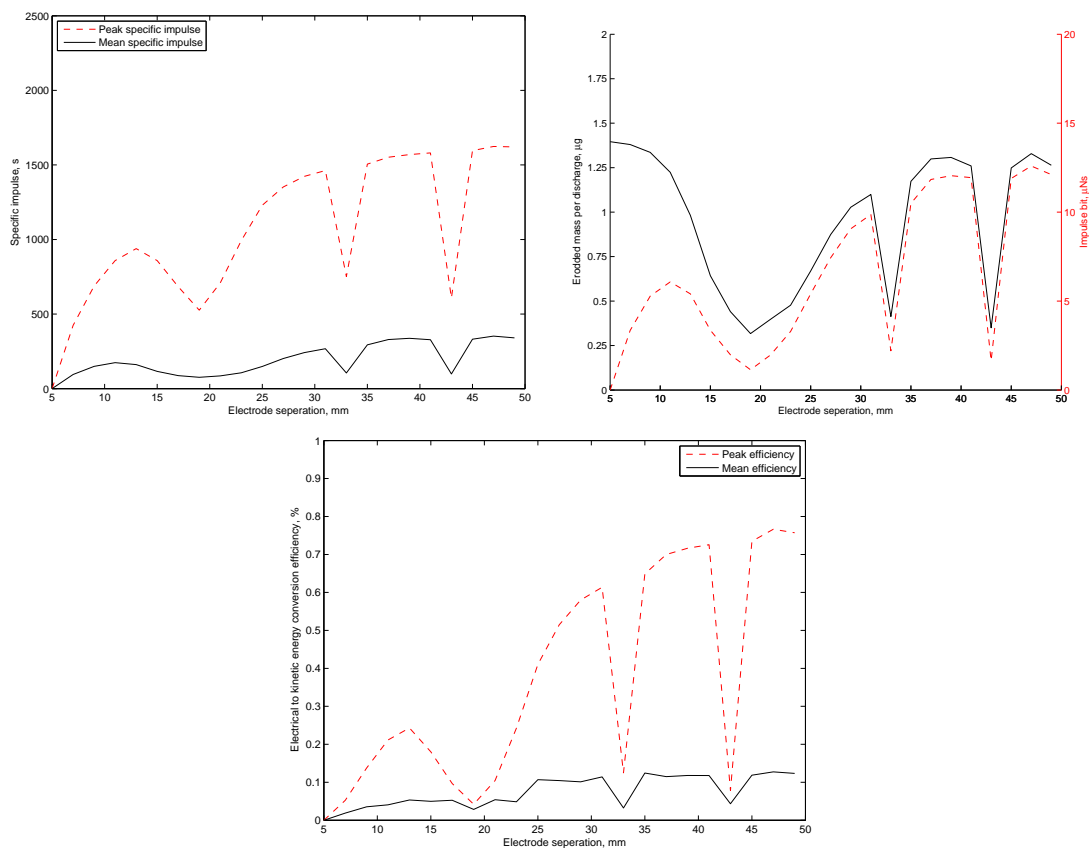 2500
2000
1500
1000
500
0
Specific impulse, s
Peak specific impulse
Mean specific impulse
5 10 15 20 25 30 35 40 45 50
Electrode seperation, mm
2
1.75
1.5
1.25
1
0.75
0.5
0.25
0
Erodded mass per discharge, µg
20
15
10
5
0
Impulse bit, µNs
5 10 15 20 25 30 35 40 45 50
Electrode seperation, mm
1
0.9
0.8
0.7
0.6
0.5
0.4
0.3
0.2
0.1
0
Electrical to kinetic energy conversion efficiency, %
Peak efficiency
Mean efficiency
5 10 15 20 25 30 35 40 45 50
Electrode seperation, mm